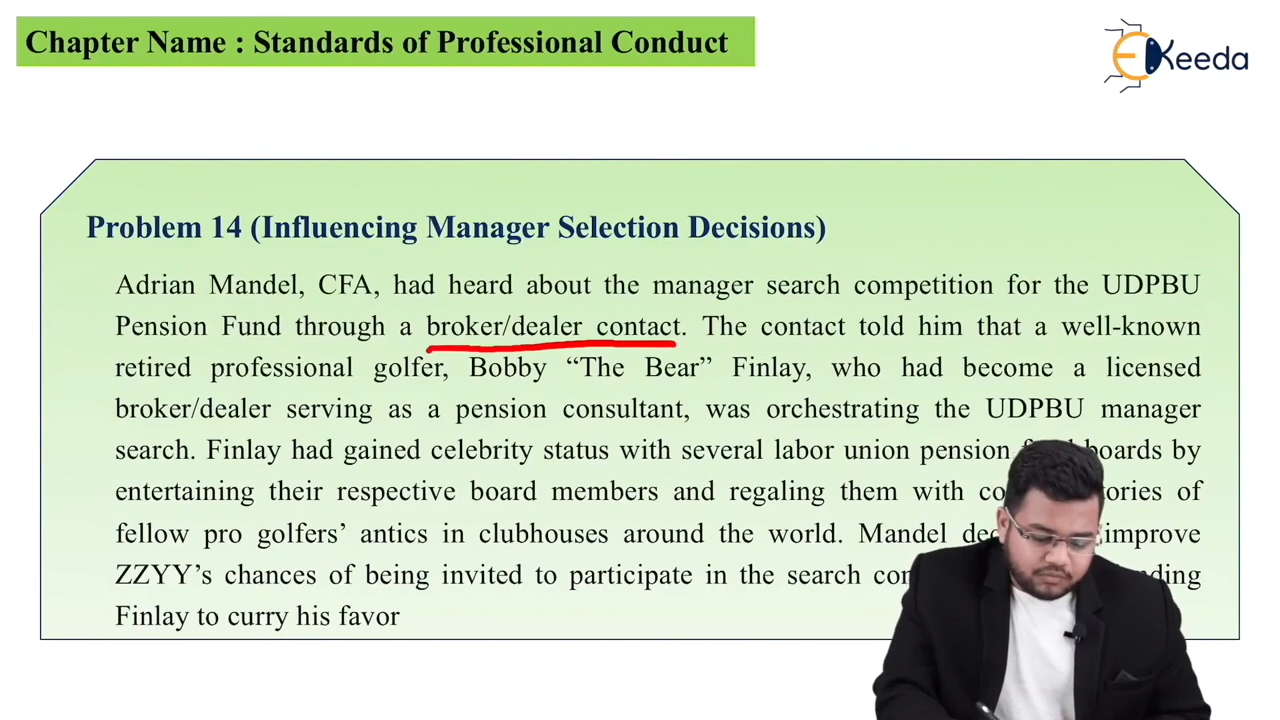 Chapter Name : Standards of Professional Conduct
Keeda
Problem 14 (Influencing Manager Selection Decisions)
Adrian Mandel, CFA, had heard about the manager search competition for the UDPBU
Pension Fund through a broker/dealer contact. The contact told him that a well-known
retired professional golfer, Bobby “The Bear” Finlay, who had become a licensed
broker/dealer serving as a pension consultant, was orchestrating the UDPBU manager
search. Finlay had gained celebrity status with several labor union pension boards by
entertaining their respective board members and regaling them with of
fellow pro golfers’ antics in clubhouses around the world. Mandel improve
ZZYY’s chances of being invited to participate in the search
Finlay to curry his favor